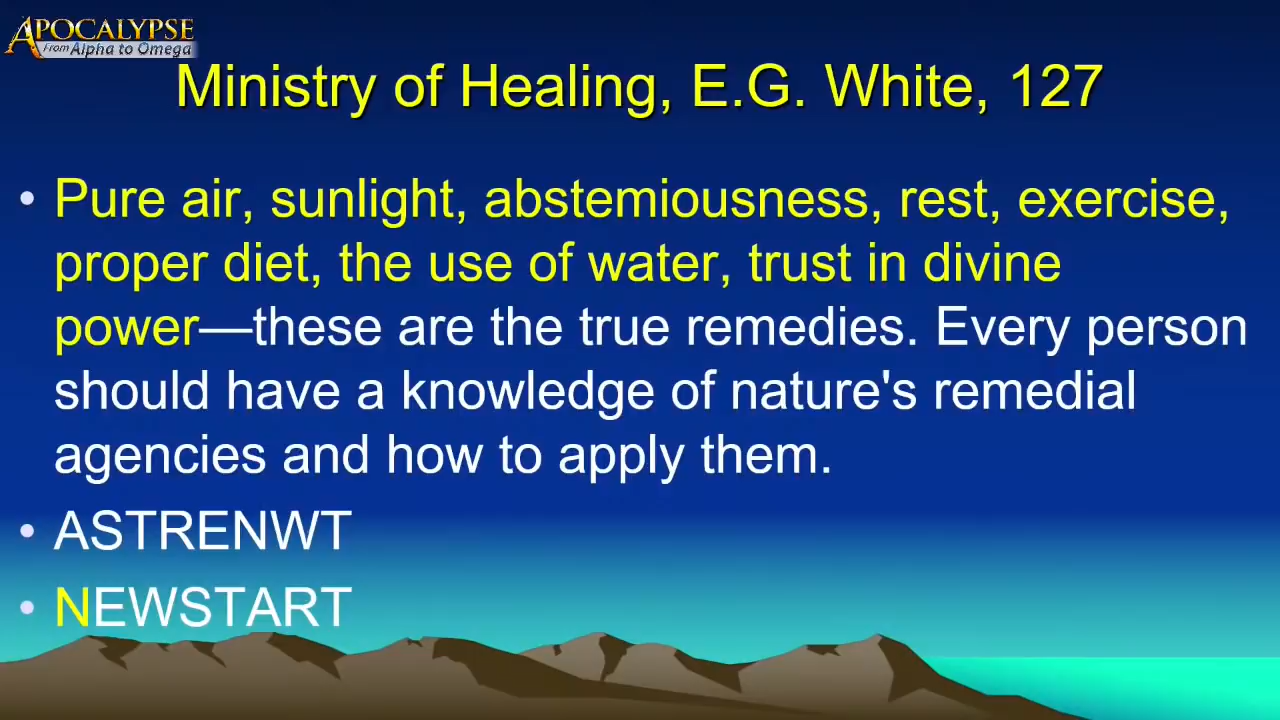 APOCALYPSE
From Alpha to Omega
Ministry of Healing, E.G. White, 127
• Pure air, sunlight, abstemiousness, rest, exercise,
proper diet, the use of water, trust in divine
power—these are the true remedies. Every person
should have a knowledge of nature's remedial
agencies and how to apply them.
• ASTRENWT
• NEWSTART